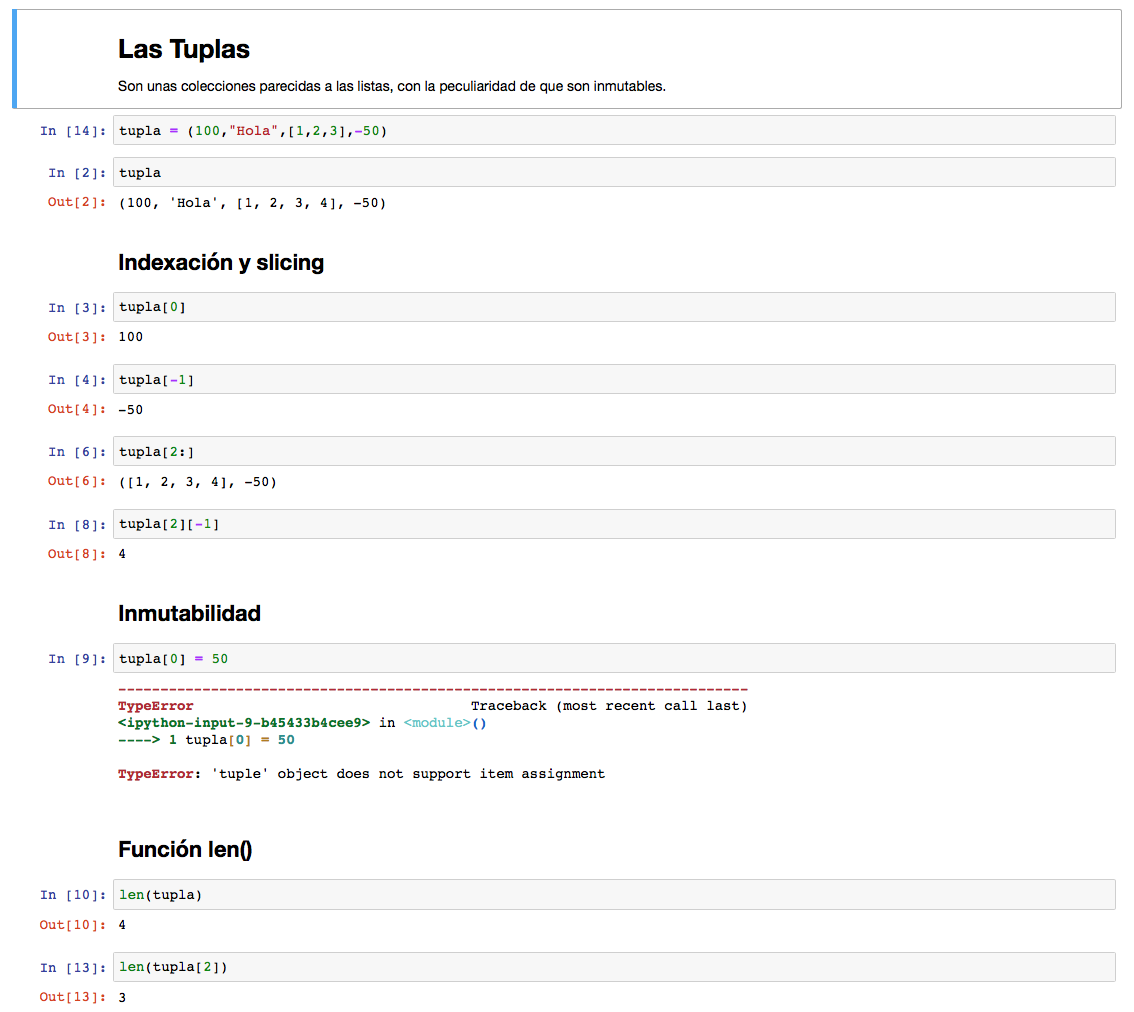 Las Tuplas
Son unas colecciones parecidas a las listas, con la peculiaridad de que son inmutables.
In [14]: tupla = (100,"Hola",[1,2,3],-50)
In [2]: tupla
Out[2]: (100, 'Hola', [1, 2, 3, 4], -50)
Indexación y slicing
In [3]: tupla[0]
Out[3]: 100
In [4]: tupla[-1]
Out[4]: -50
In [6]: tupla[2:]
Out[6]: ([1, 2, 3, 4], -50)
In [8]: tupla[2][-1]
Out[8]: 4
Inmutabilidad
In [9]: tupla[0] = 50
---------------------------------------------------------------------------
TypeError                                 Traceback (most recent call last)
<ipython-input-9-b45433b4cee9> in <module>()
----> 1 tupla[0] = 50
TypeError: 'tuple' object does not support item assignment
Función len()
In [10]: len(tupla)
Out[10]: 4
In [13]: len(tupla[2])
Out[13]: 3